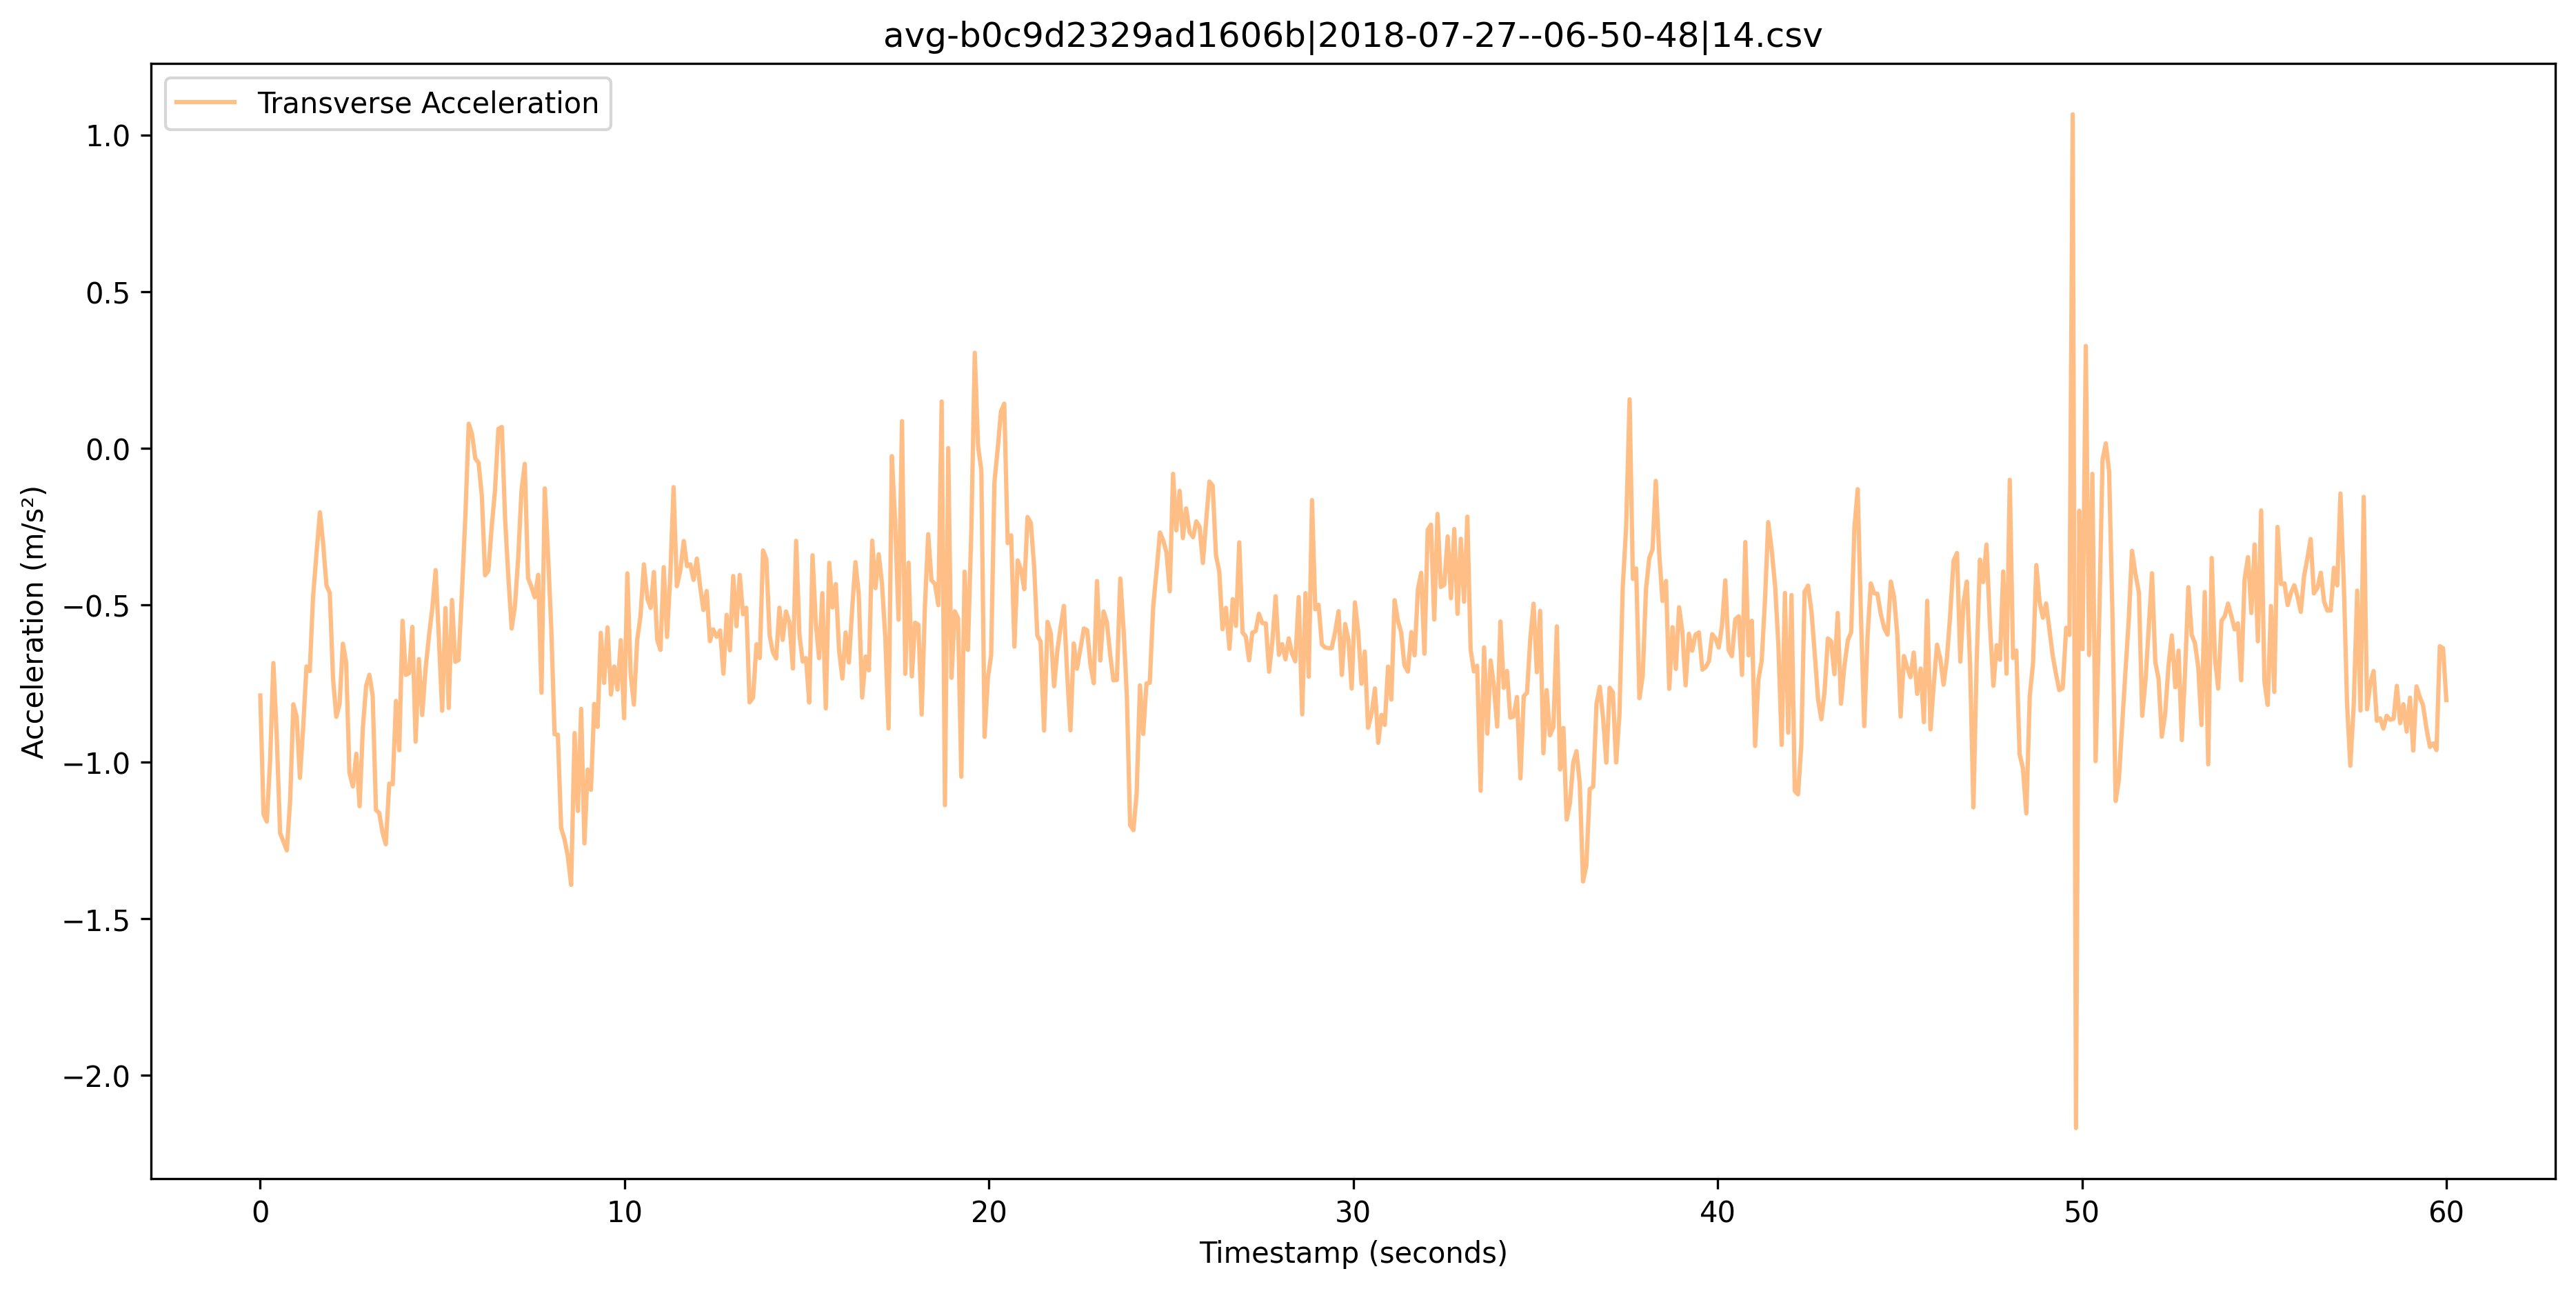 avg-b0c9d2329ad1606b|2018-07-27--06-50-48|14.csv
Transverse Acceleration
1.0
0.5
0.0
−0.5
−1.0
−1.5
−2.0
Acceleration (m/s²)
0 10 20 30 40 50 60
Timestamp (seconds)